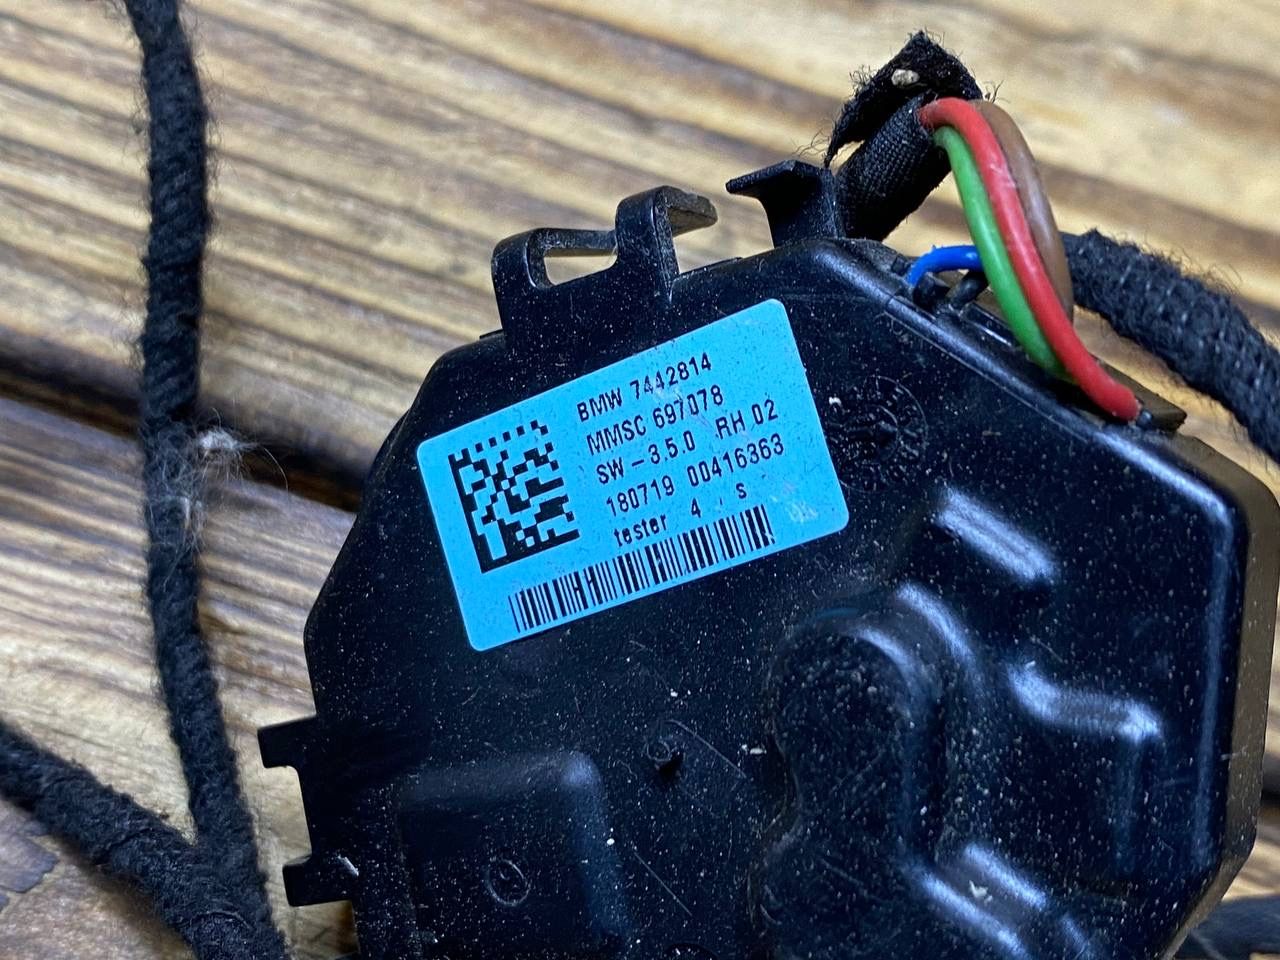 BMW 7442814
MMSC 697078
SW-3.5.0 RH 02
180719 00416363
tester 4 s